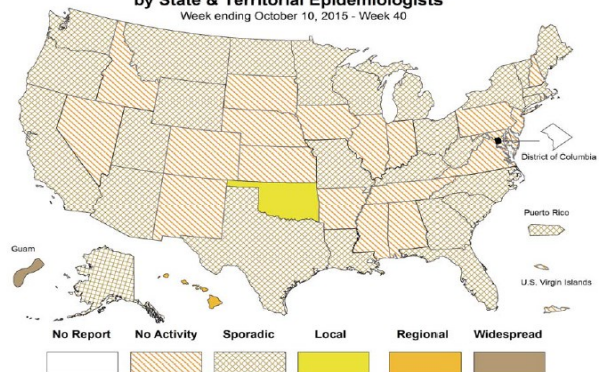 by State & Territorial Epidemiologists
Week ending October 10, 2015 - Week 40
District of Columbia
Puerto Rico
Guam
U.S. Virgin Islands
No Report No Activity Sporadic Local Regional Widespread